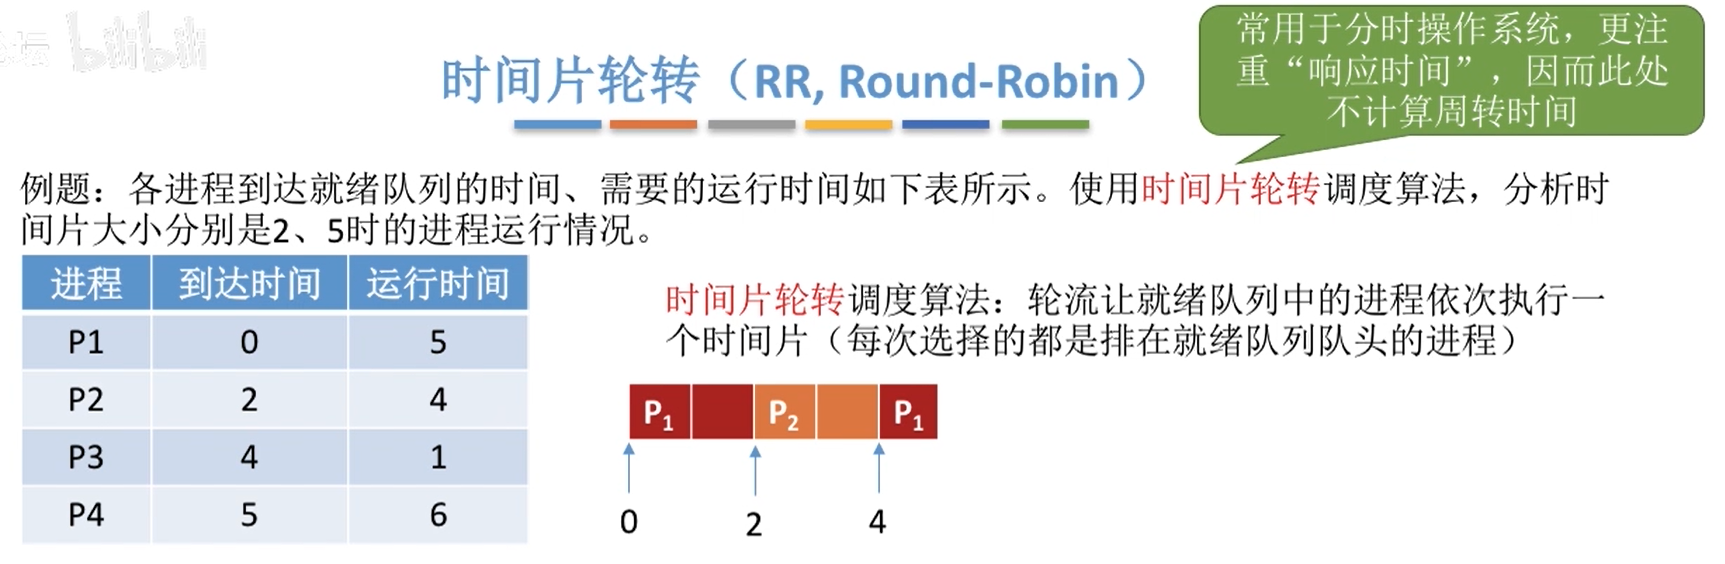 bilibili
常用于分时操作系统，更注
重“响应时间”，因而此处
不计算周转时间
时间片轮转（RR, Round-Robin）
例题：各进程到达就绪队列的时间、需要的运行时间如下表所示。使用时间片轮转调度算法，分析时
间片大小分别是2、5时的进程运行情况。
进程 到达时间 运行时间
P1 0 5
P2 2 4
P3 4 1
P4 5 6
时间片轮转调度算法：轮流让就绪队列中的进程依次执行一
个时间片（每次选择的都是排在就绪队列队头的进程）
P₁ P₂ P₁
0 2 4